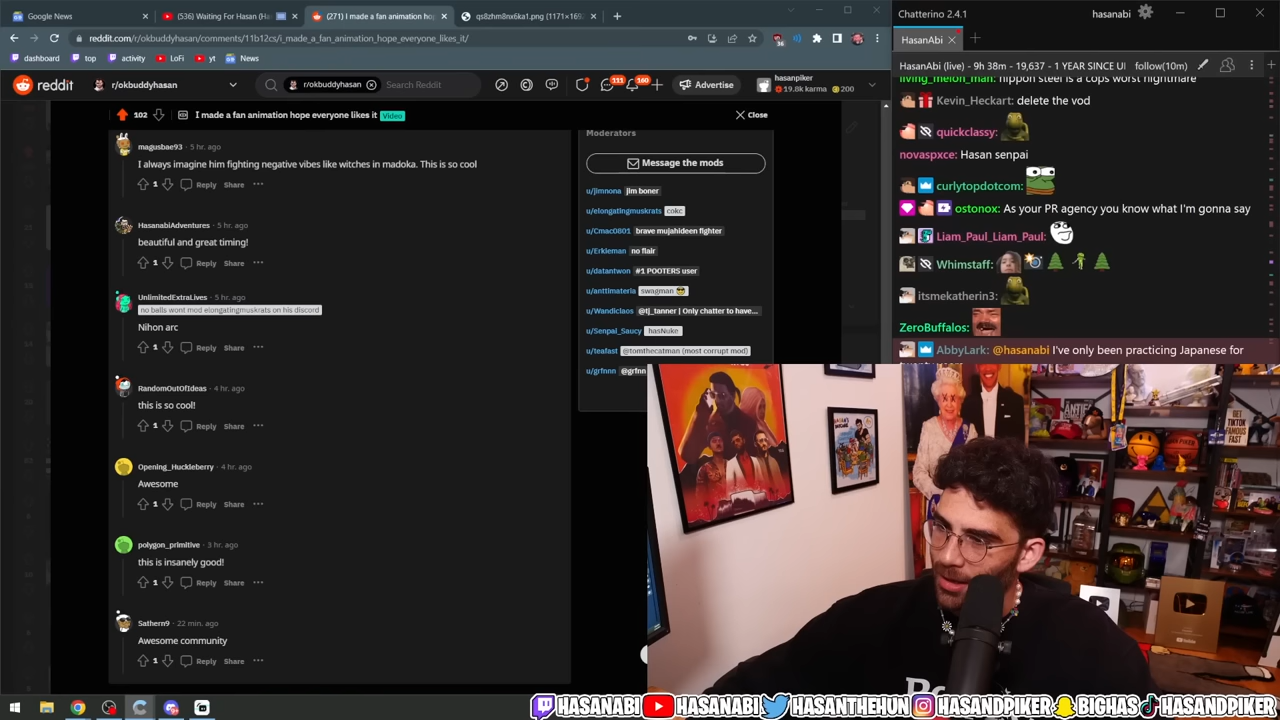 Google News
(536) Waiting For Hasan (Ha
(271) I made a fan animation hop
qs8zhm8nx6ka1.png (1171×169
reddit.com/r/okbuddyhasan/comments/11b12cs/i_made_a_fan_animation_hope_everyone_likes_it/
dashboard
top
activity
LoFi
yt
News
reddit
r/okbuddyhasan
r/okbuddyhasan
Search Reddit
111
160
Advertise
hasanpiker
19.8k karma
200
102
I made a fan animation hope everyone likes it
Video
Close
magusbae93 · 5 hr. ago
I always imagine him fighting negative vibes like witches in madoka. This is so cool
1 Reply Share ···
HasanabiAdventures · 5 hr. ago
beautiful and great timing!
1 Reply Share ···
UnlimitedExtraLives · 5 hr. ago
no balls wont mod elongatingmuskrats on his discord
Nihon arc
1 Reply Share ···
RandomOutOfIdeas · 4 hr. ago
this is so cool!
1 Reply Share ···
Opening_Huckleberry · 4 hr. ago
Awesome
1 Reply Share ···
polygon_primitive · 3 hr. ago
this is insanely good!
1 Reply Share ···
Sathern9 · 22 min. ago
Awesome community
1 Reply Share ···
Moderators
Message the mods
u/jimnona jim boner
u/elongatingmuskrats cokc
u/Cmac0801 brave mujahideen fighter
u/Erkleman no flair
u/datantwon #1 POOTERS user
u/anttimateria swagman 😎
u/Wandiclaos @tj_tanner | Only chatter to have...
u/Senpai_Saucy hasNuke
u/teafast @tomthecatman (most corrupt mod)
u/grfnnn @grfn
Chatterino 2.4.1
hasanabi
HasanAbi
HasanAbi (live) - 9h 38m - 19,637 - 1 YEAR SINCE UI
follow(10m)
living_melon_man: nippon steel is a cops worst nightmare
Kevin_Heckart: delete the vod
quickclassy:
novaspxce: Hasan senpai
curlytopdotcom:
ostonox: As your PR agency you know what I'm gonna say
Liam_Paul_Liam_Paul:
Whimstaff:
itsmekatherin3:
ZeroBuffalos:
AbbyLark: @hasanabi I've only been practicing Japanese for
GET
TIKTOK
FAMOUS
FAST
HASANABI
HASANABI
HASANTHEHUN
HASANDPIKER
BIGHAS
HASANDPIKER